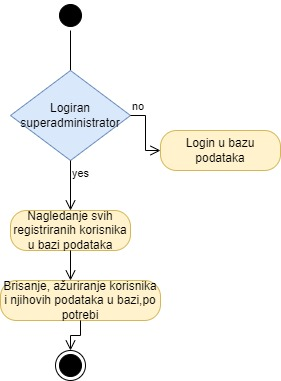 Logiran
superadministrator
no
Login u bazu
podataka
yes
Nagledanje svih
registriranih korisnika
u bazi podataka
Brisanje, ažuriranje korisnika
i njihovih podataka u bazi,po
potrebi